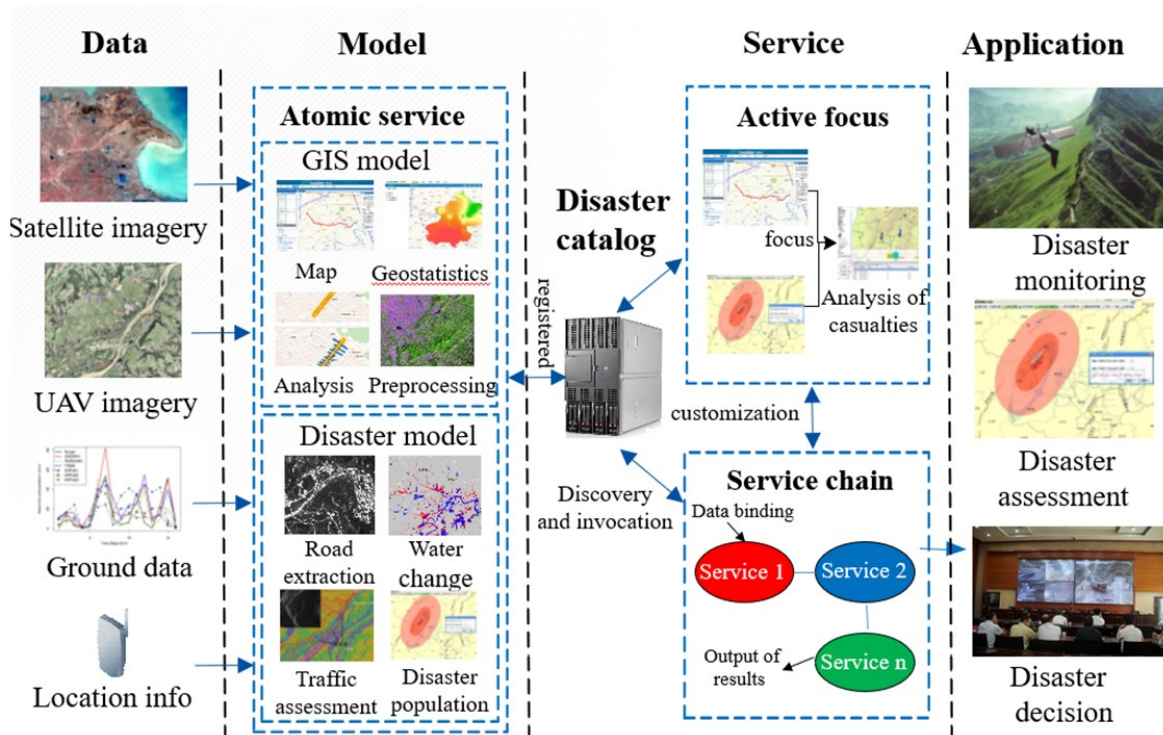 Data
Model
Service
Application
Satellite imagery
UAV imagery
Ground data
Location info
Atomic service
GIS model
Map
Geostatistics
Analysis
Preprocessing
Disaster model
Road
extraction
Water
change
Traffic
assessment
Disaster
population
registered
Disaster
catalog
Discovery
and invocation
customization
Active focus
focus
Analysis of
casualties
Service chain
Data binding
Service 1
Service 2
Service n
Output of
results
Disaster
monitoring
Disaster
assessment
Disaster
decision